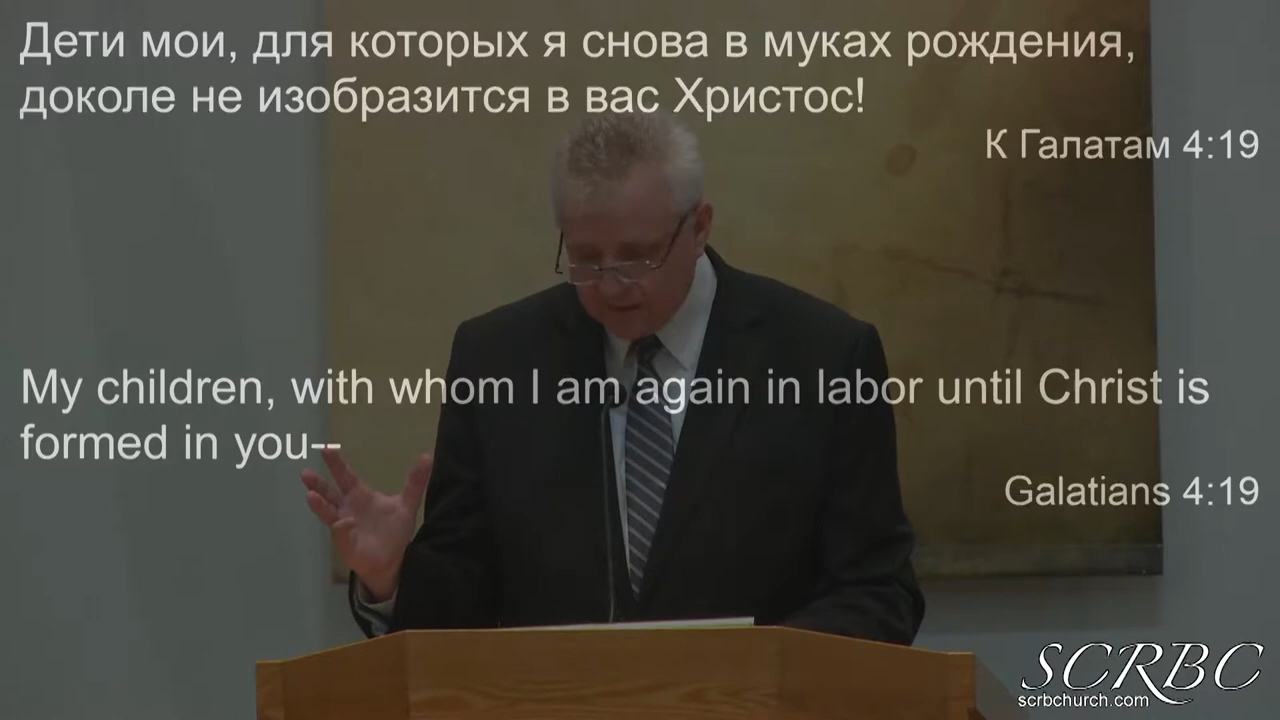 Дети мои, для которых я снова в муках рождения,
доколе не изобразится в вас Христос!
К Галатам 4:19
My children, with whom I am again in labor until Christ is
formed in you--
Galatians 4:19
SCRBC
scrbchurch.com